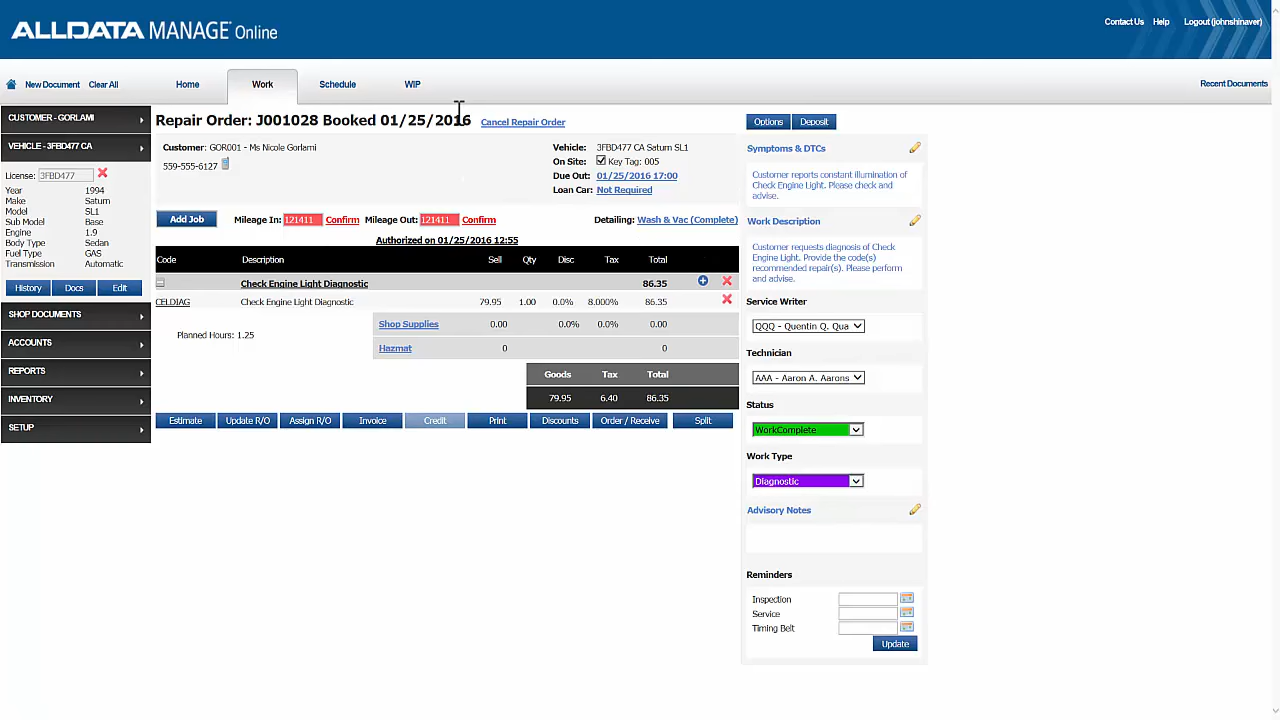 ALLDATA MANAGE Online
Contact Us Help Logout (johnshinaver)
New Document Clear All Home Work Schedule WIP Recent Documents
CUSTOMER - GORLAMI
VEHICLE - 3FBD477 CA
License: 3FBD477
Year 1994
Make Saturn
Model SL1
Sub Model Base
Engine 1.9
Body Type Sedan
Fuel Type GAS
Transmission Automatic
History Docs Edit
SHOP DOCUMENTS
ACCOUNTS
REPORTS
INVENTORY
SETUP
Repair Order: J001028 Booked 01/25/2016 Cancel Repair Order
Customer: GOR001 - Ms Nicole Gorlami
559-555-6127
Vehicle: 3FBD477 CA Saturn SL1
On Site: Key Tag: 005
Due Out: 01/25/2016 17:00
Loan Car: Not Required
Add Job Mileage In: 121411 Confirm Mileage Out: 121411 Confirm Detailing: Wash & Vac (Complete)
Authorized on 01/25/2016 12:55
Code Description Sell Qty Disc Tax Total
Check Engine Light Diagnostic 86.35
CELDIAG Check Engine Light Diagnostic 79.95 1.00 0.0% 8.000% 86.35
Planned Hours: 1.25
Shop Supplies 0.00 0.0% 0.0% 0.00
Hazmat 0 0
Goods Tax Total
79.95 6.40 86.35
Estimate Update R/O Assign R/O Invoice Credit Print Discounts Order / Receive Split
Options Deposit
Symptoms & DTCs
Customer reports constant illumination of
Check Engine Light. Please check and
advise.
Work Description
Customer requests diagnosis of Check
Engine Light. Provide the code(s)
recommended repair(s). Please perform
and advise.
Service Writer
QQQ - Quentin Q. Qua
Technician
AAA - Aaron A. Aarons
Status
WorkComplete
Work Type
Diagnostic
Advisory Notes
Reminders
Inspection
Service
Timing Belt
Update